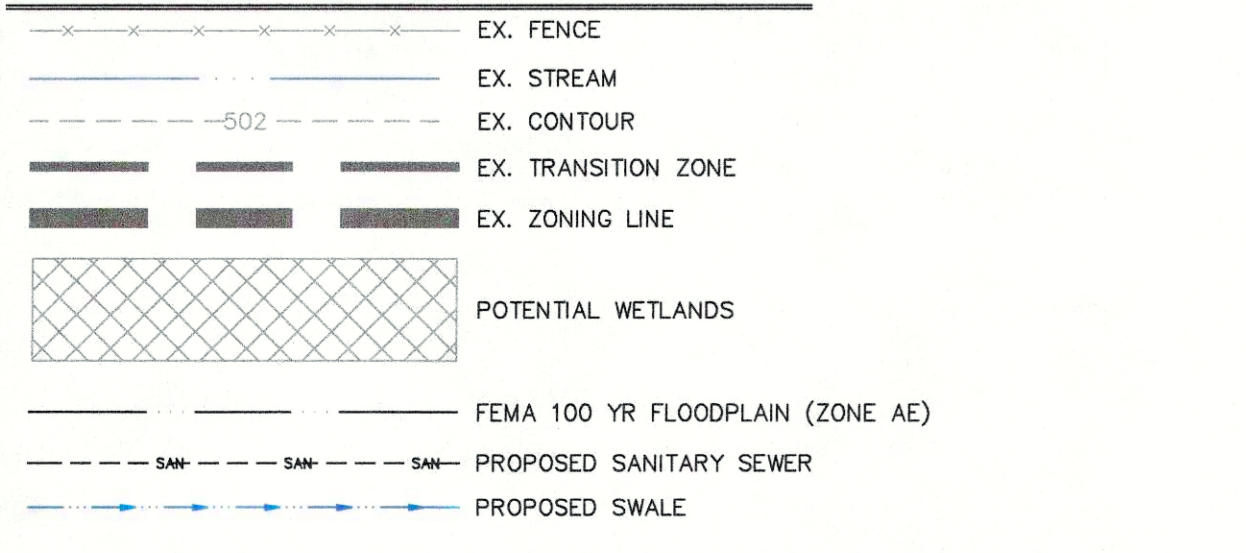 EX. FENCE
EX. STREAM
502 EX. CONTOUR
EX. TRANSITION ZONE
EX. ZONING LINE
POTENTIAL WETLANDS
FEMA 100 YR FLOODPLAIN (ZONE AE)
SAN SAN SAN PROPOSED SANITARY SEWER
PROPOSED SWALE